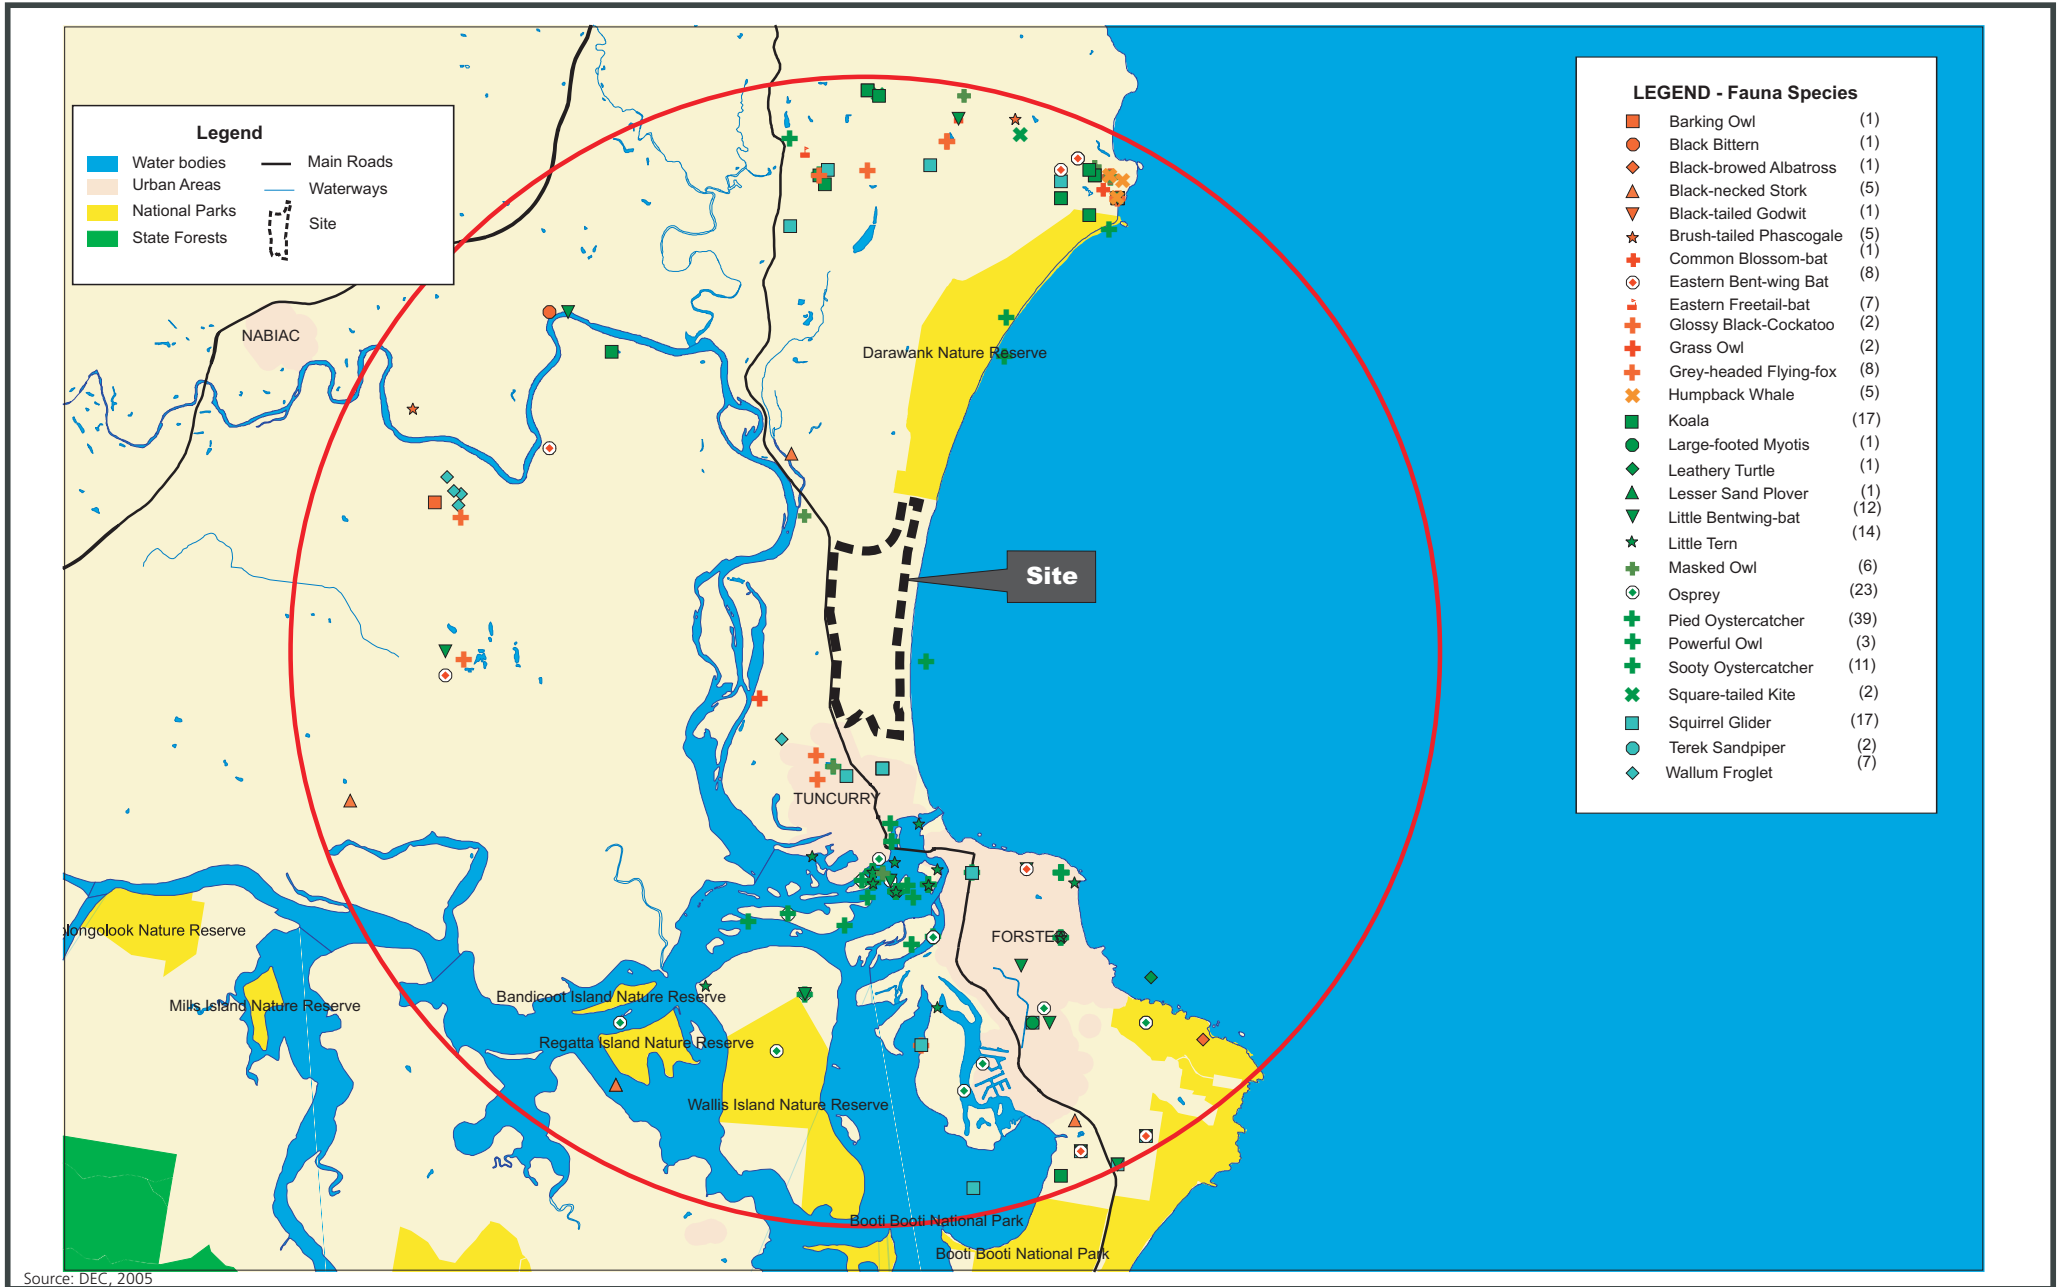 Legend
Water bodies
Main Roads
Urban Areas
Waterways
National Parks
Site
State Forests
LEGEND - Fauna Species
Barking Owl (1)
Black Bittern (1)
Black-browed Albatross (1)
Black-necked Stork (5)
Black-tailed Godwit (1)
Brush-tailed Phascogale (5)
Common Blossom-bat (1)
Eastern Bent-wing Bat (8)
Eastern Freetail-bat (7)
Glossy Black-Cockatoo (2)
Grass Owl (2)
Grey-headed Flying-fox (8)
Humpback Whale (5)
Koala (17)
Large-footed Myotis (1)
Leathery Turtle (1)
Lesser Sand Plover (1)
Little Bentwing-bat (12)
Little Tern (14)
Masked Owl (6)
Osprey (23)
Pied Oystercatcher (39)
Powerful Owl (3)
Sooty Oystercatcher (11)
Square-tailed Kite (2)
Squirrel Glider (17)
Terek Sandpiper (2)
Wallum Froglet (7)
NABIAC
Darawank Nature Reserve
Site
TUNCURRY
olongolook Nature Reserve
FORSTER
Mills Island Nature Reserve
Bandicoot Island Nature Reserve
Regatta Island Nature Reserve
Wallis Island Nature Reserve
Booti Booti National Park
Booti Booti National Park
Source: DEC, 2005